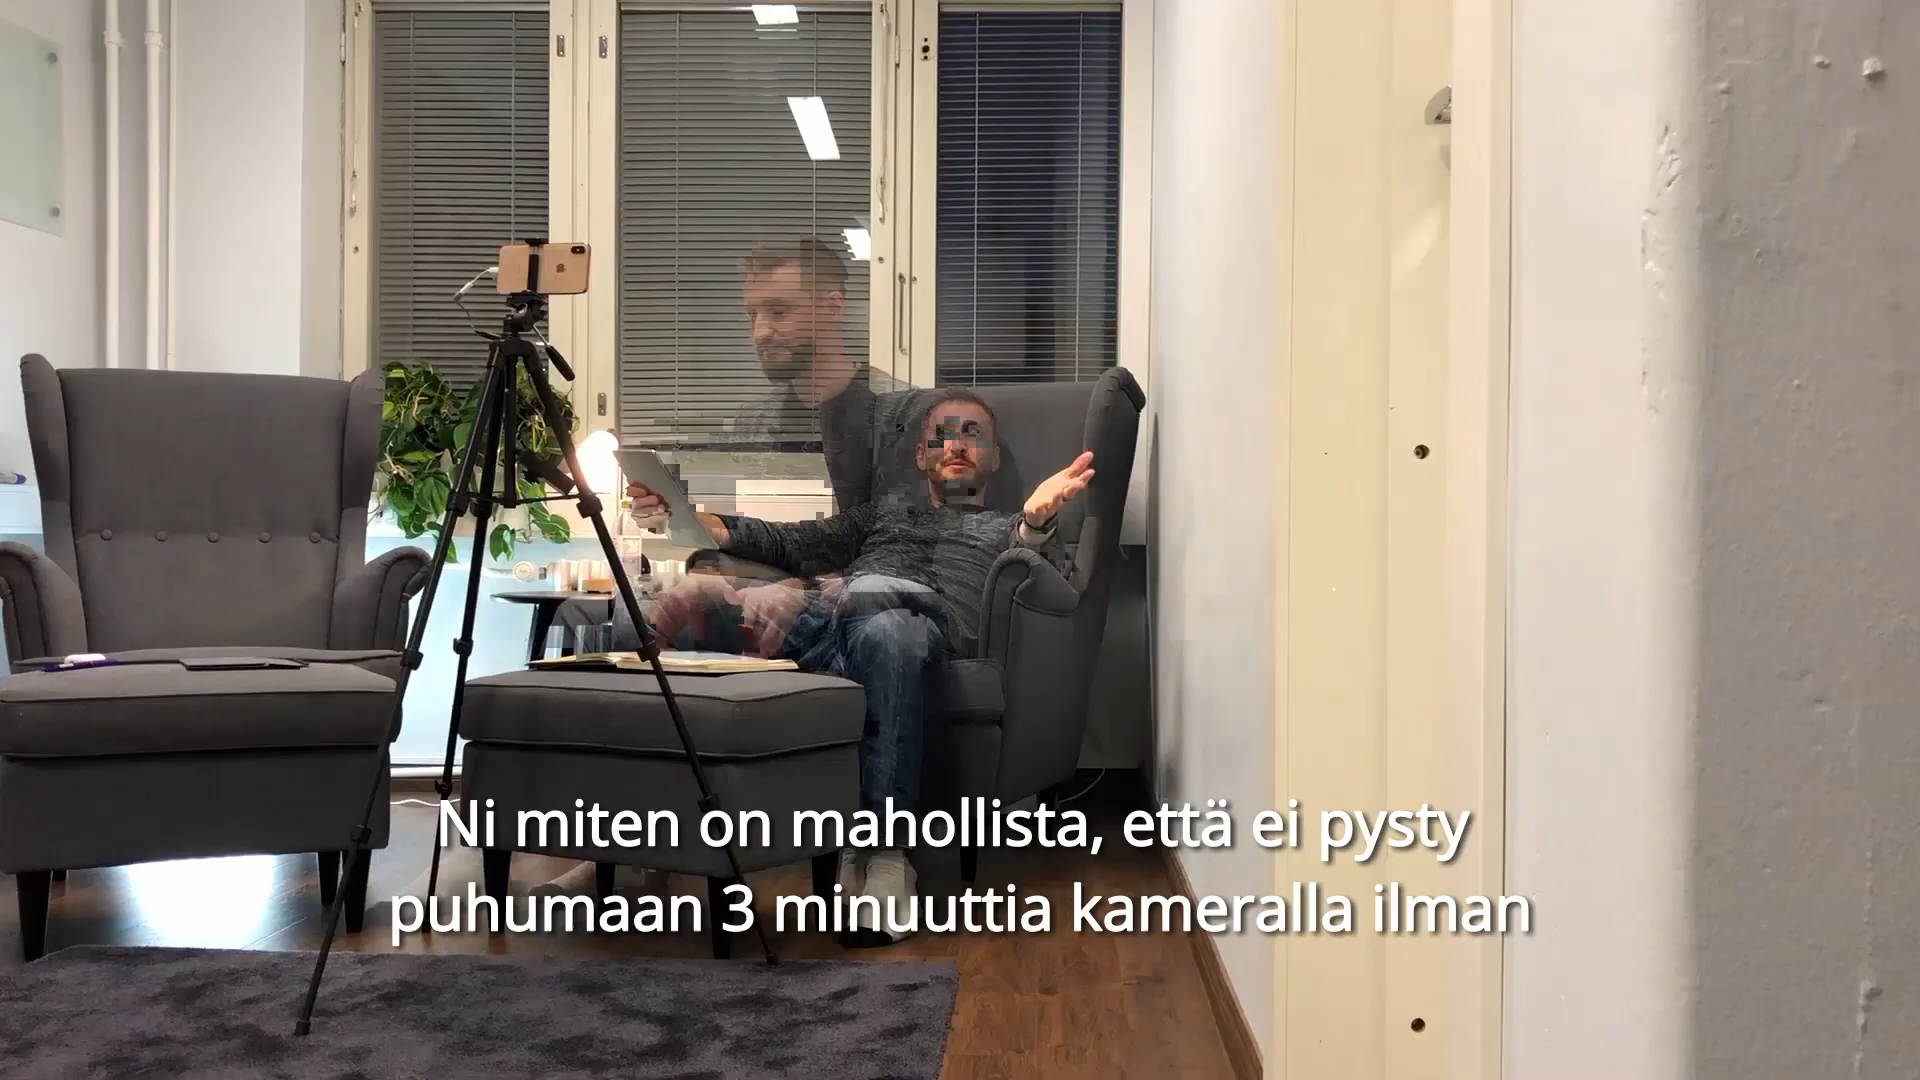 Ni miten on mahollista, että ei pysty
puhumaan 3 minuuttia kameralla ilman